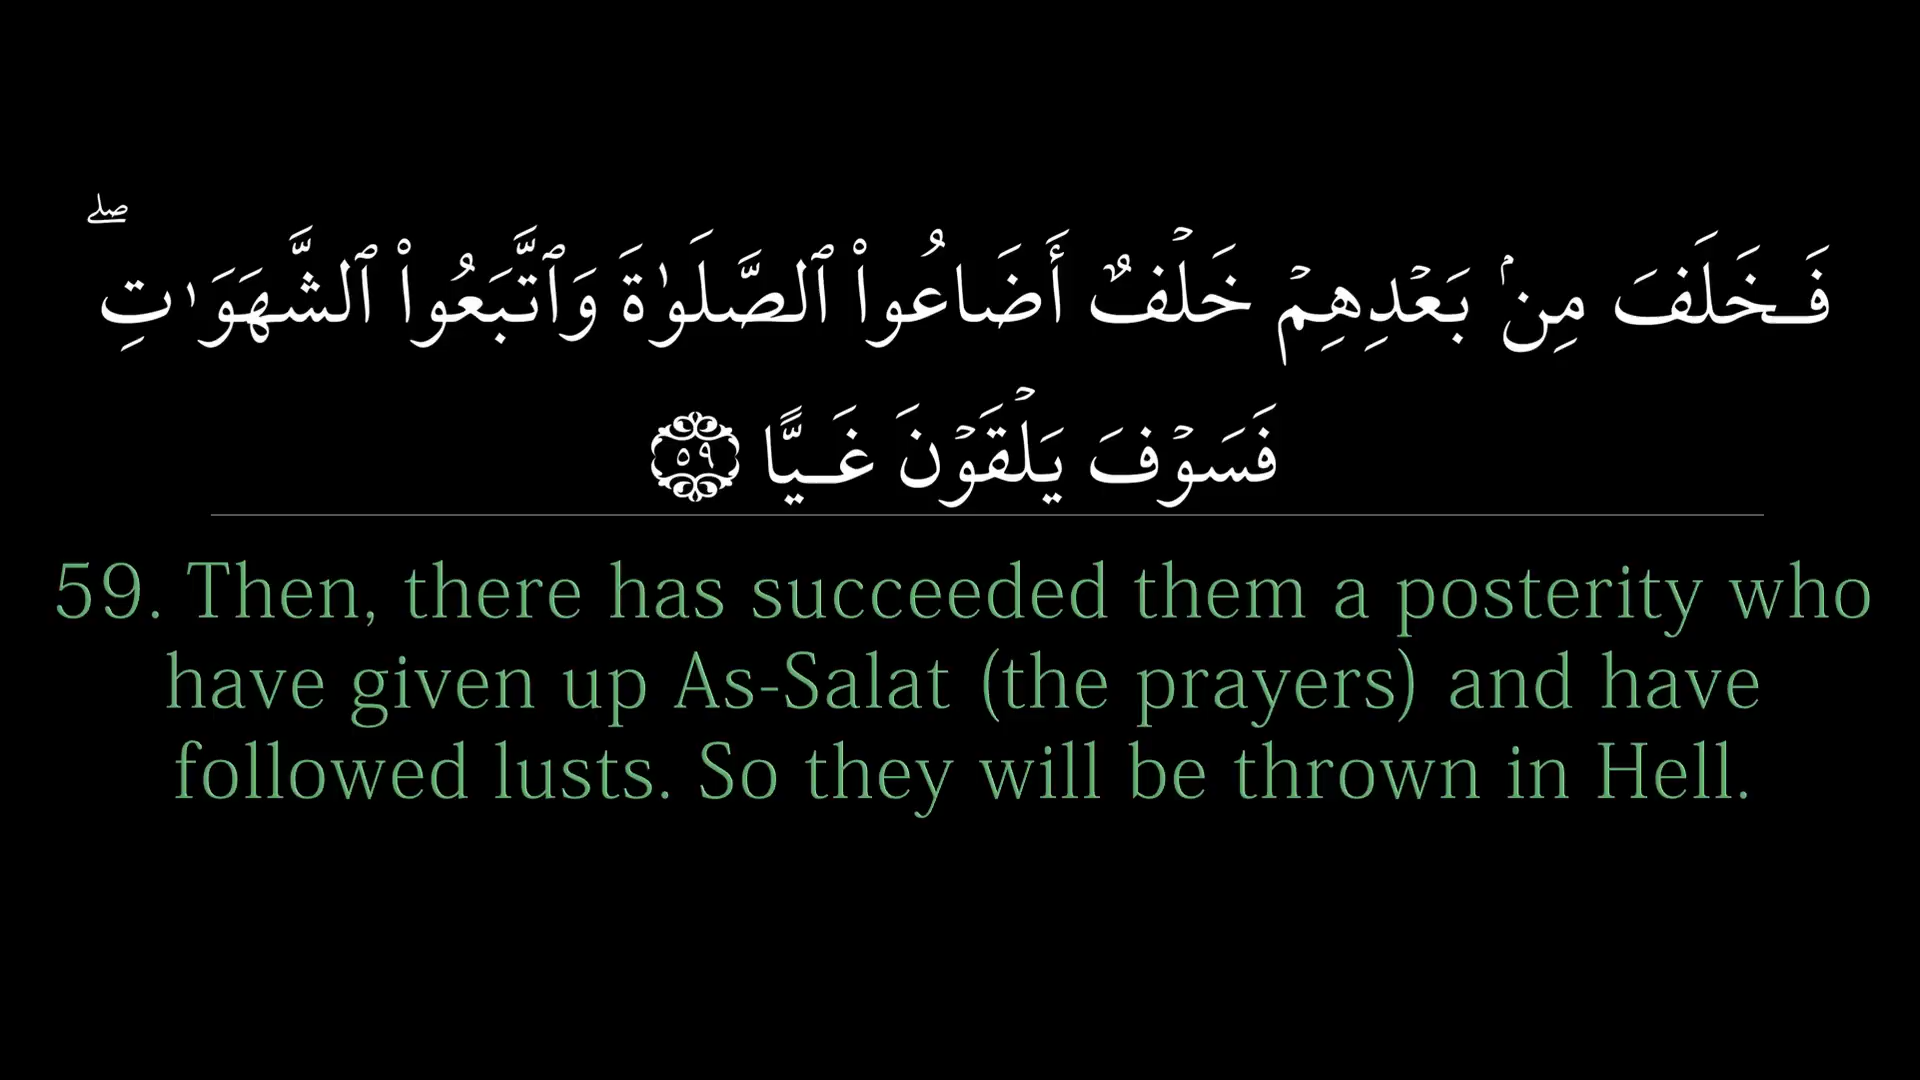 فَخَلَفَ مِنۢ بَعْدِهِمْ خَلْفٌ أَضَاعُوا۟ ٱلصَّلَوٰةَ وَٱتَّبَعُوا۟ ٱلشَّهَوَٰتِ ۖ
فَسَوْفَ يَلْقَوْنَ غَيًّا ٥٩
59. Then, there has succeeded them a posterity who
have given up As-Salat (the prayers) and have
followed lusts. So they will be thrown in Hell.